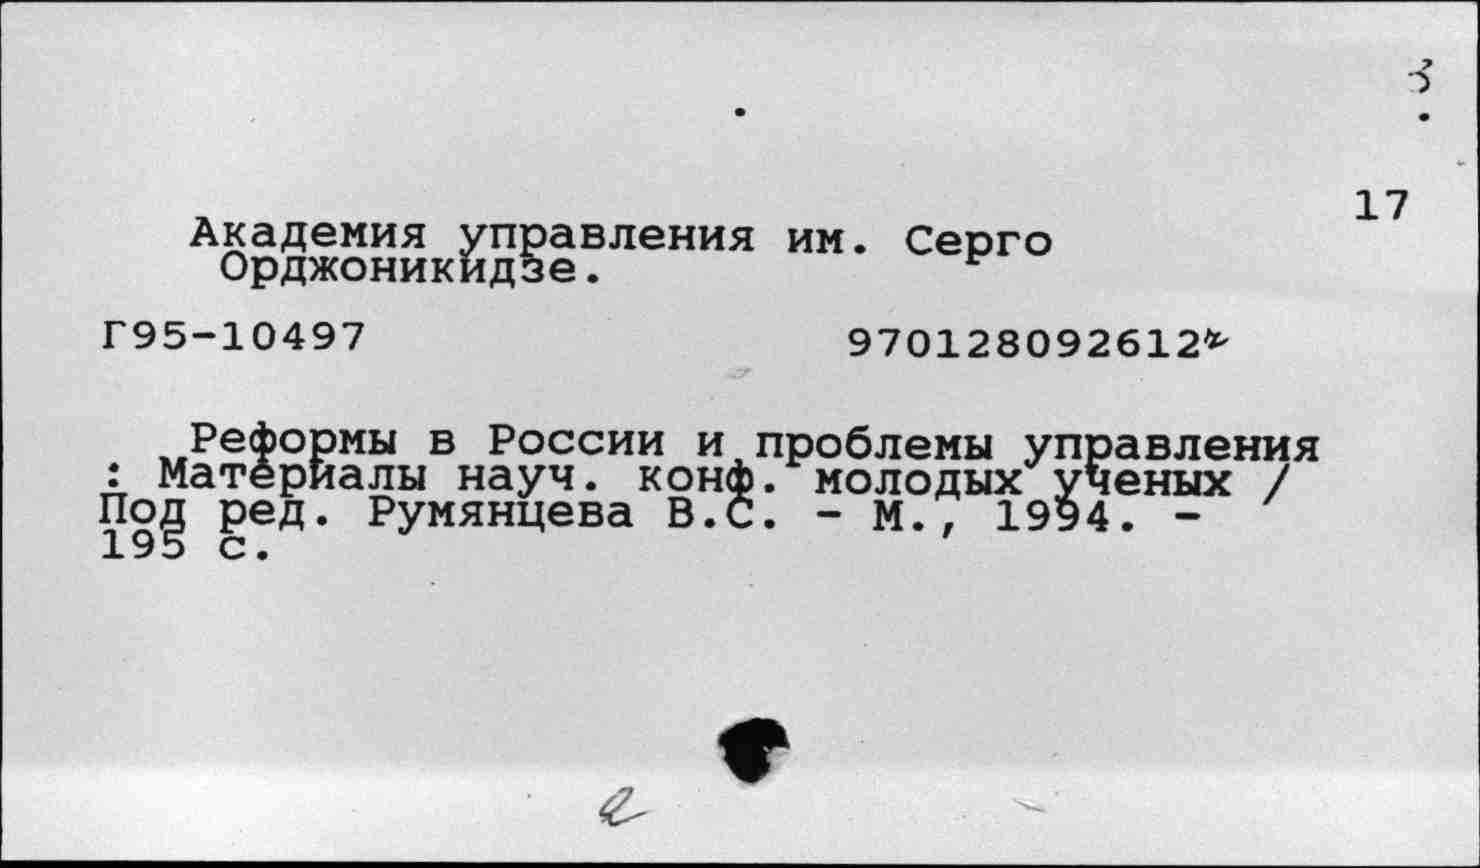 17
Академия управления им. Серго
Орджоникидзе.
Г95-10497 970128092612
Реформы в России и проблемы управления
: Материалы науч. конф. молодых ученых /
Под ред. Румянцева В.С. - М., 1994. -
195 с.